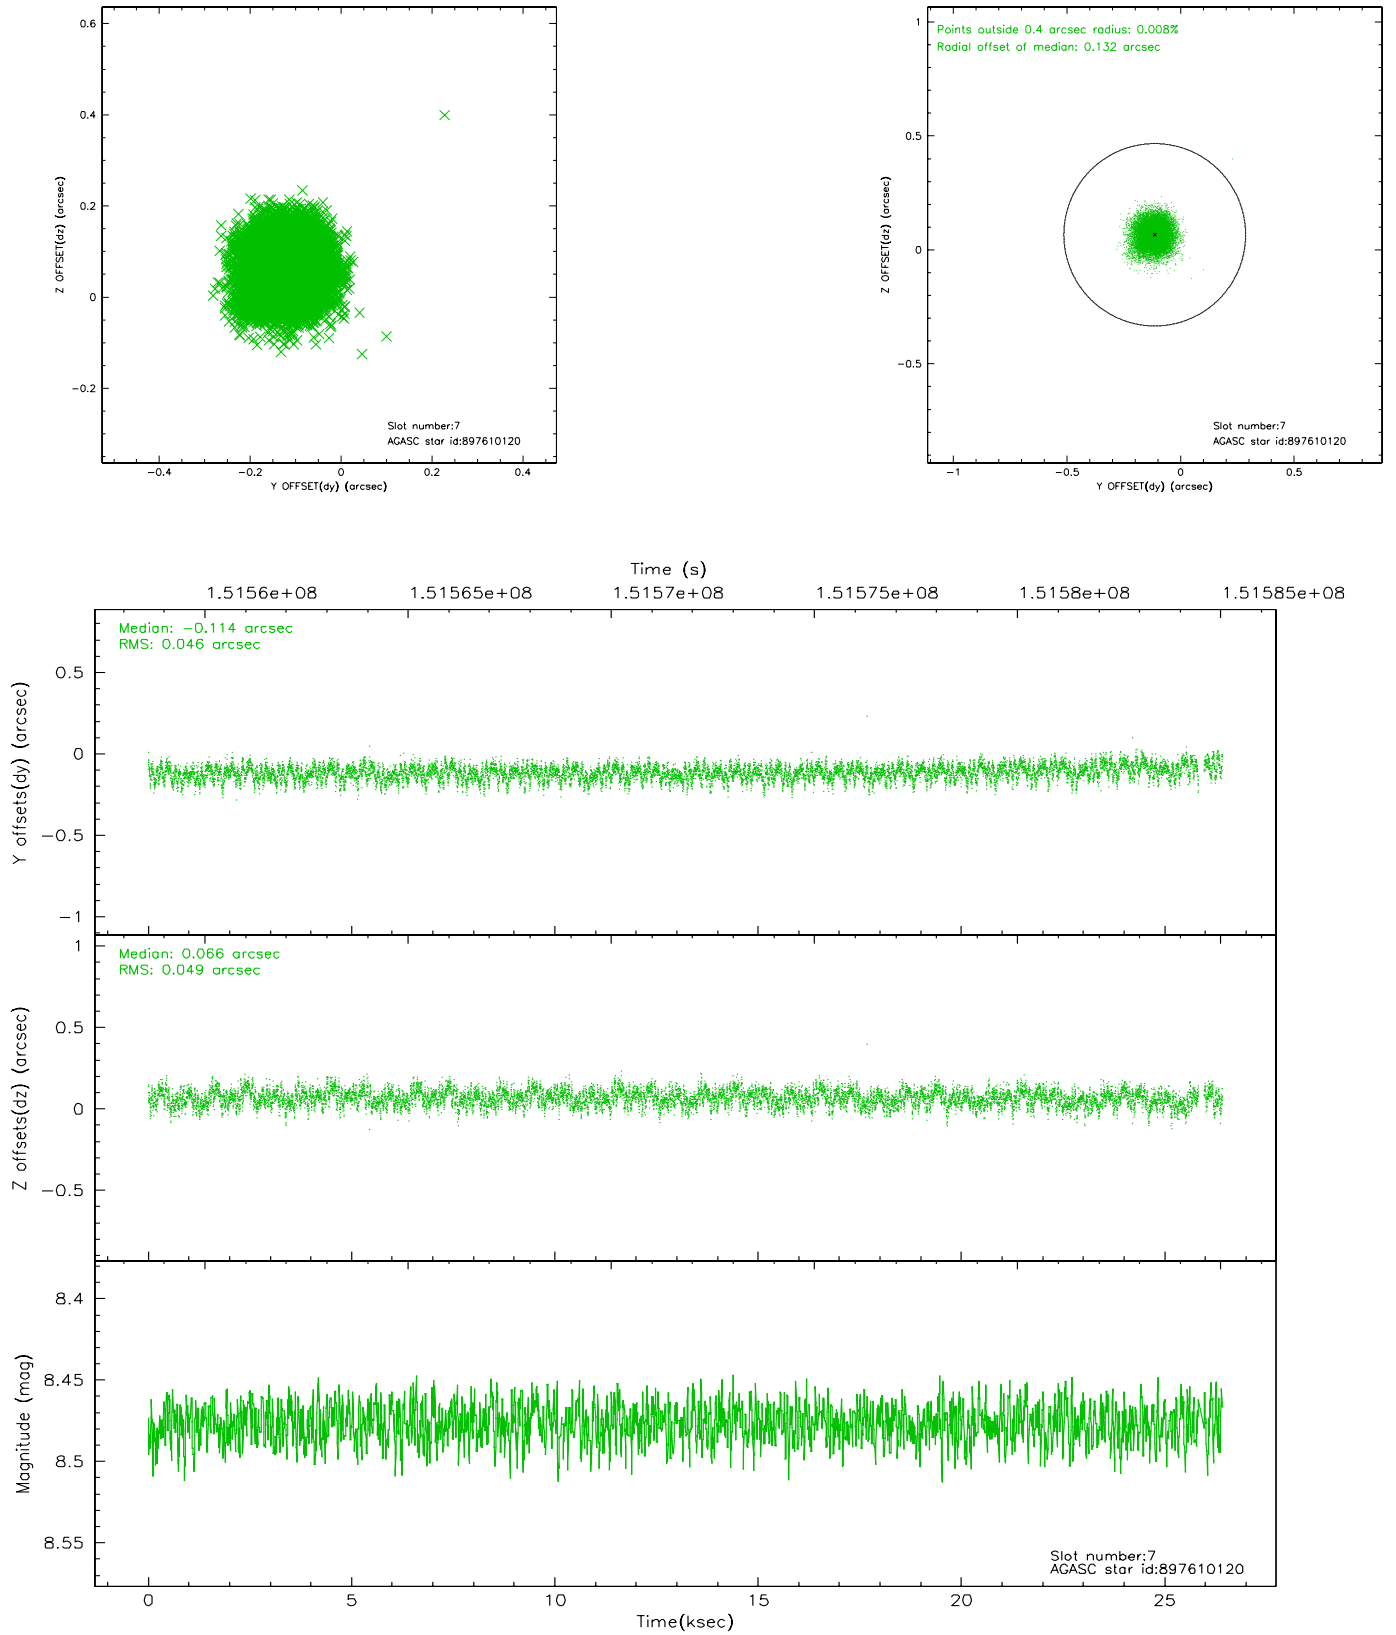 0.6
0.4
0.2
0
−0.2
Z OFFSET(dz) (arcsec)
Slot number:7
AGASC star id:897610120
−0.4 −0.2 0 0.2 0.4
Y OFFSET(dy) (arcsec)
Points outside 0.4 arcsec radius: 0.008%
Radial offset of median: 0.132 arcsec
1
0.5
0
−0.5
Z OFFSET(dz) (arcsec)
Slot number:7
AGASC star id:897610120
−1 −0.5 0 0.5
Y OFFSET(dy) (arcsec)
Time (s)
1.5156e+08 1.51565e+08 1.5157e+08 1.51575e+08 1.5158e+08 1.51585e+08
Median: −0.114 arcsec
RMS: 0.046 arcsec
0.5
0
−0.5
−1
Y offsets(dy) (arcsec)
Median: 0.066 arcsec
RMS: 0.049 arcsec
1
0.5
0
−0.5
Z offsets(dz) (arcsec)
8.4
8.45
8.5
8.55
Magnitude (mag)
Slot number:7
AGASC star id:897610120
0 5 10 15 20 25
Time(ksec)